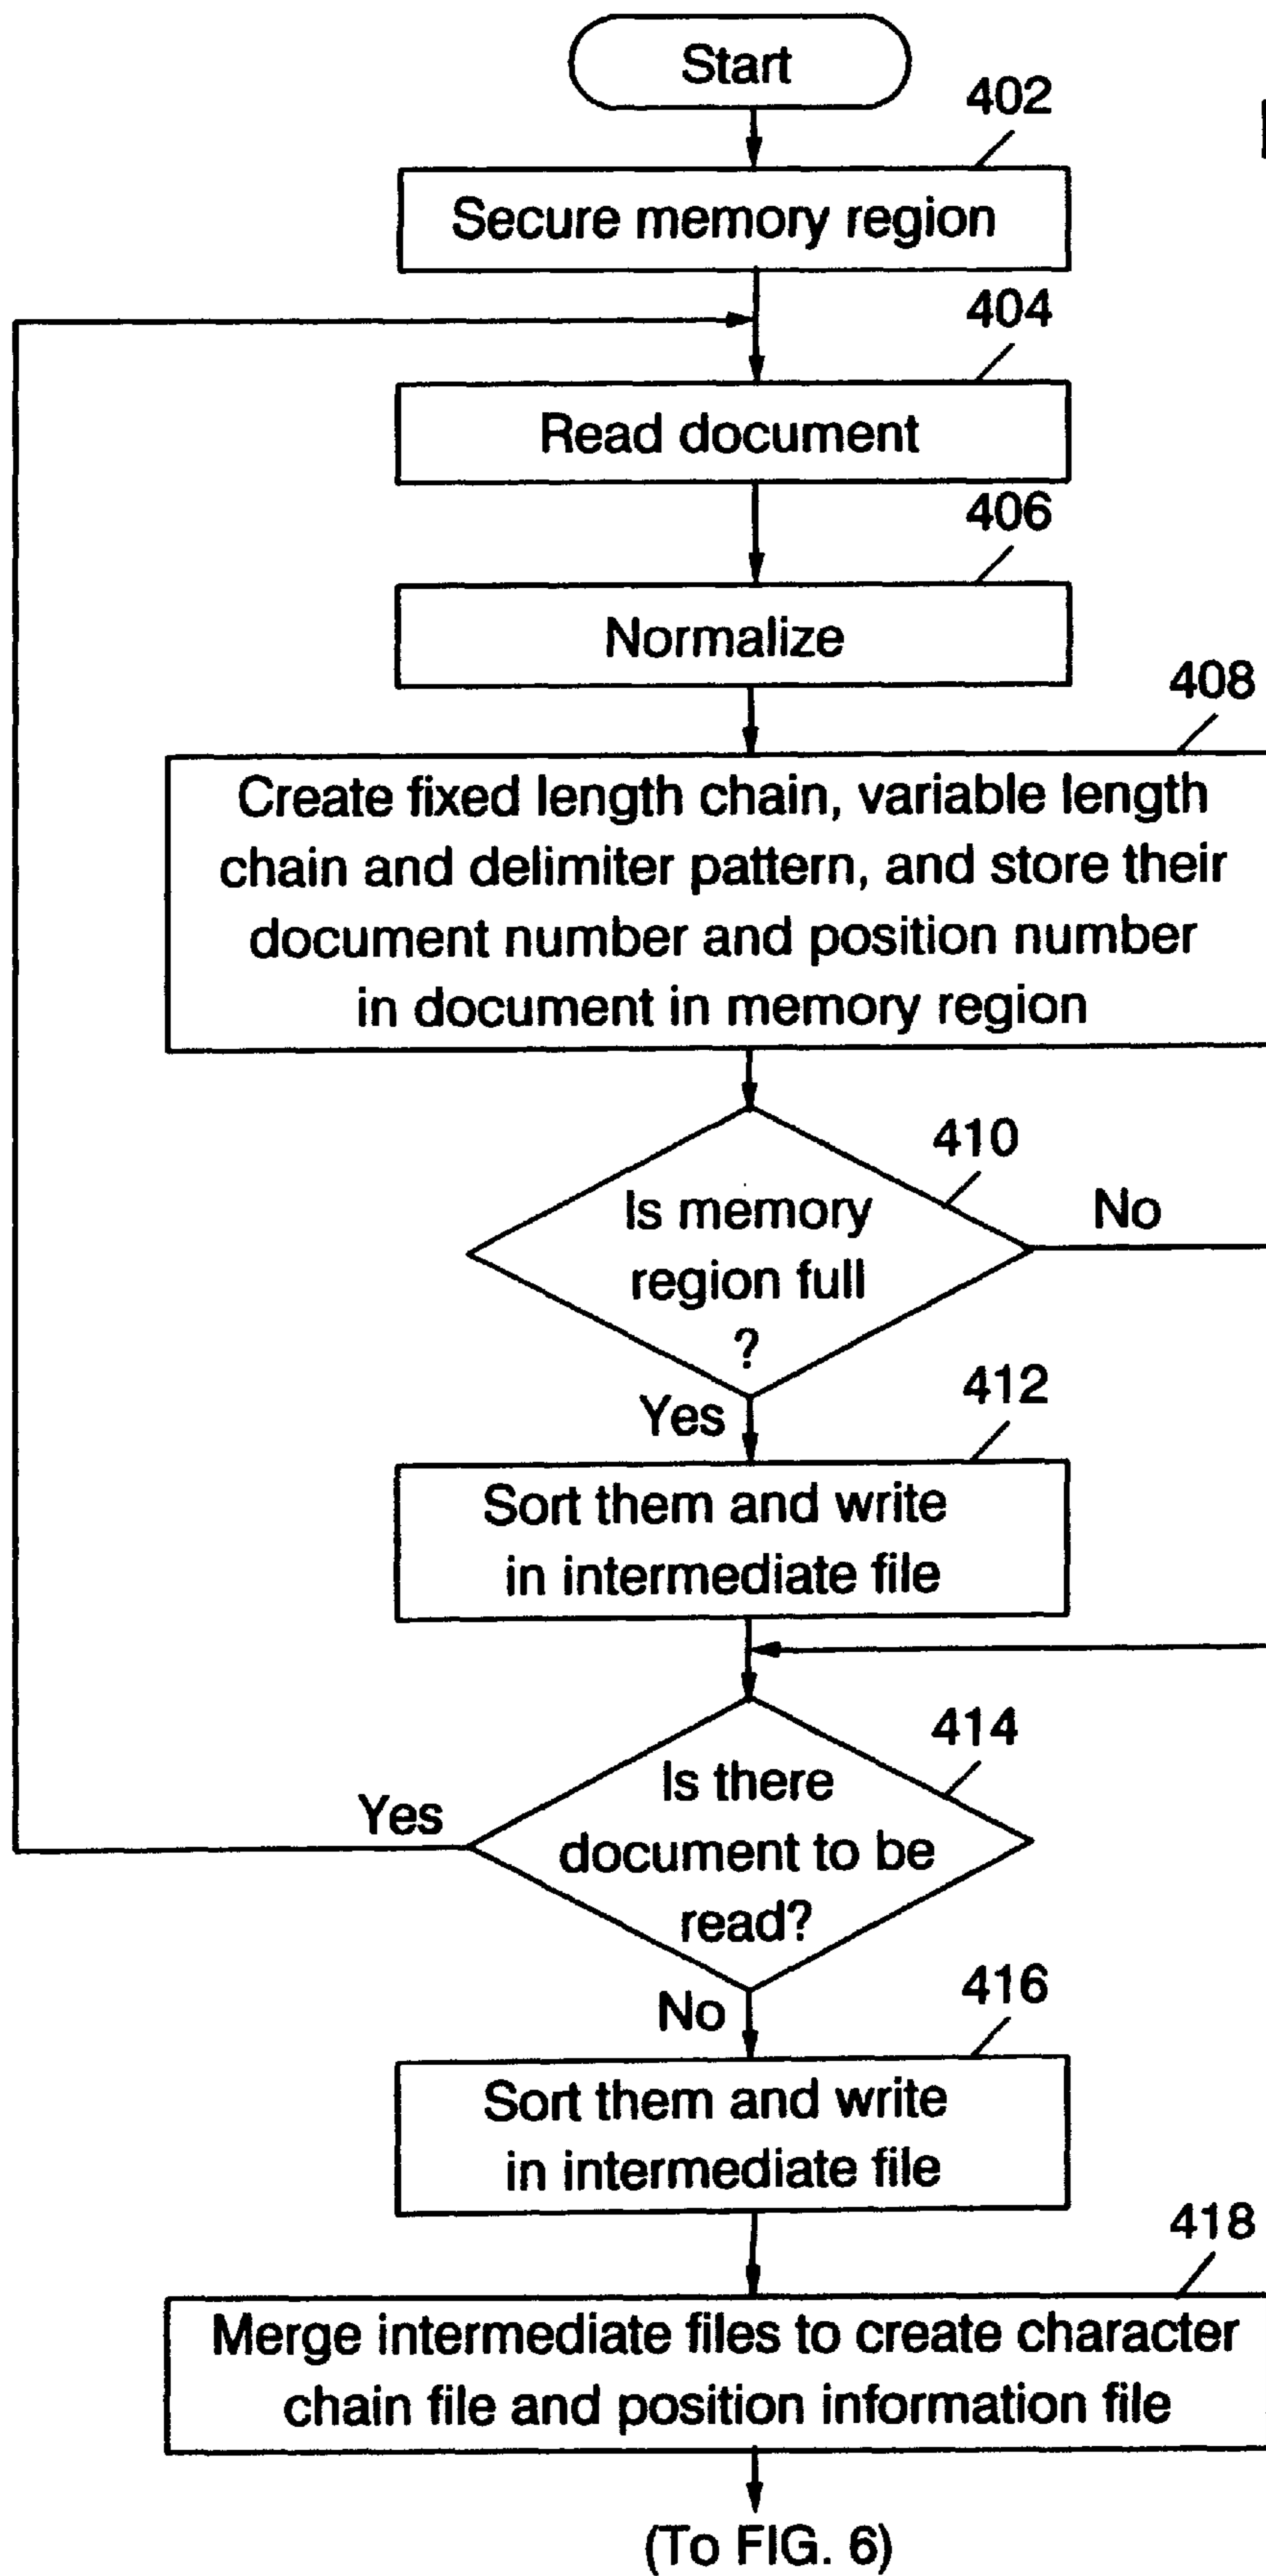 Start
402
Secure memory region
404
Read document
406
Normalize
408
Create fixed length chain, variable length
chain and delimiter pattern, and store their
document number and position number
in document in memory region
410
Is memory
region full
?
No
Yes
412
Sort them and write
in intermediate file
414
Is there
document to be
read?
Yes
No
416
Sort them and write
in intermediate file
418
Merge intermediate files to create character
chain file and position information file
(To FIG. 6)